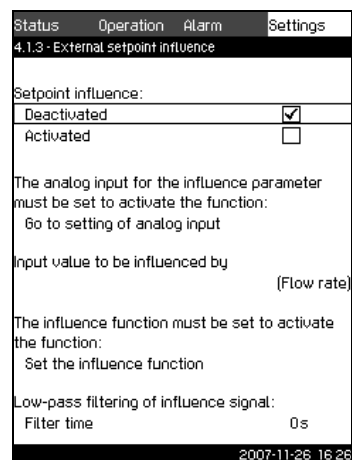 Status Operation Alarm Settings
4.1.3 - External setpoint influence
Setpoint influence:
Deactivated
Activated
The analog input for the influence parameter
must be set to activate the function:
Go to setting of analog input
Input value to be influenced by
(Flow rate)
The influence function must be set to activate
the function:
Set the influence function
Low-pass filtering of influence signal:
Filter time 0s
2007-11-26 16:26